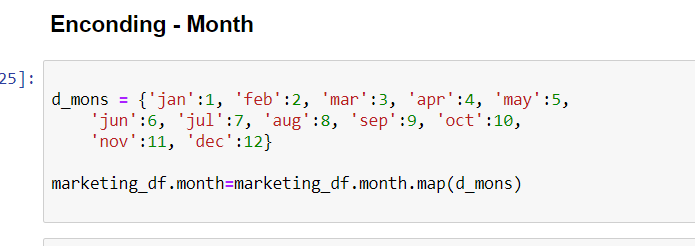 Enconding - Month
25]:
d_mons = {'jan':1, 'feb':2, 'mar':3, 'apr':4, 'may':5,
'jun':6, 'jul':7, 'aug':8, 'sep':9, 'oct':10,
'nov':11, 'dec':12}
marketing_df.month=marketing_df.month.map(d_mons)